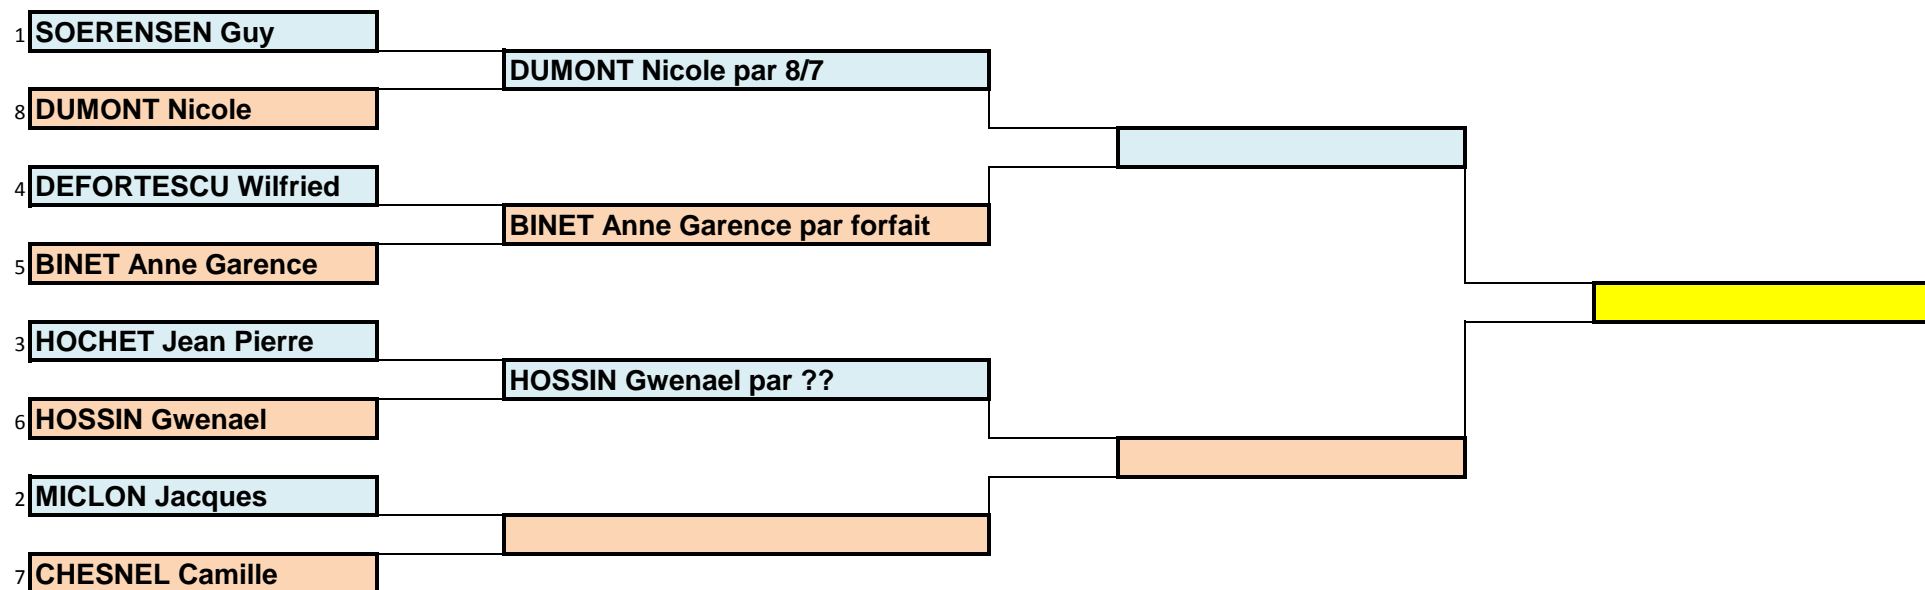 1 SOERENSEN Guy
DUMONT Nicole par 8/7
8 DUMONT Nicole
4 DEFORTESCU Wilfried
BINET Anne Garence par forfait
5 BINET Anne Garence
3 HOCHET Jean Pierre
HOSSIN Gwenael par ??
6 HOSSIN Gwenael
2 MICLON Jacques
7 CHESNEL Camille